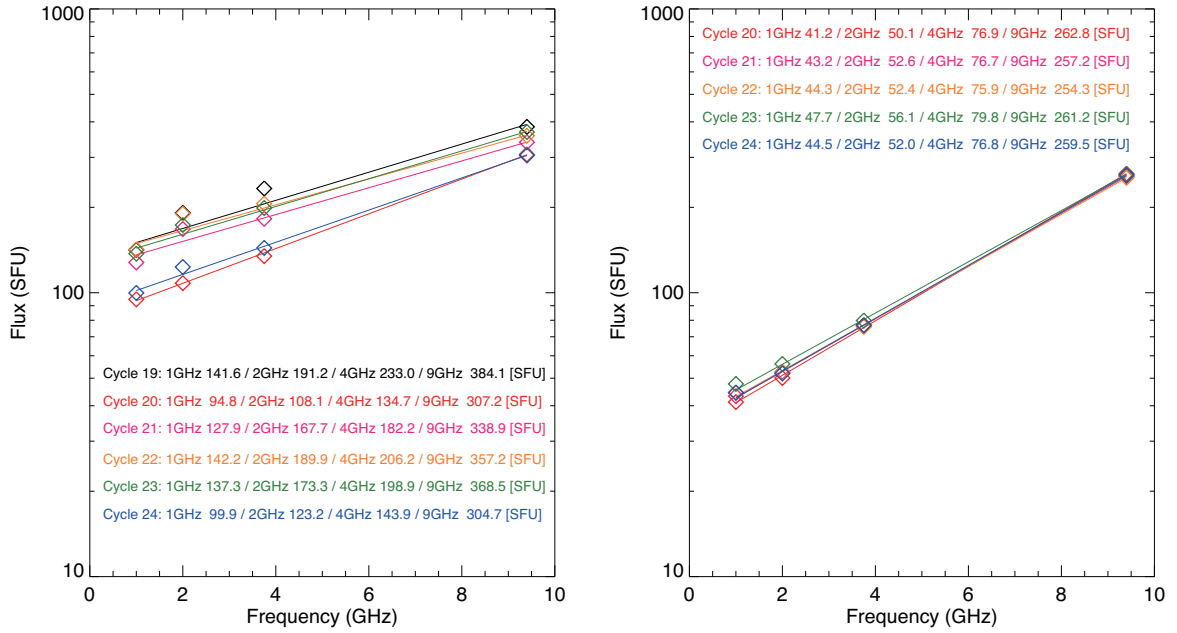 1000
100
10
Flux (SFU)
Cycle 19: 1GHz 141.6 / 2GHz 191.2 / 4GHz 233.0 / 9GHz 384.1 [SFU]
Cycle 20: 1GHz 94.8 / 2GHz 108.1 / 4GHz 134.7 / 9GHz 307.2 [SFU]
Cycle 21: 1GHz 127.9 / 2GHz 167.7 / 4GHz 182.2 / 9GHz 338.9 [SFU]
Cycle 22: 1GHz 142.2 / 2GHz 189.9 / 4GHz 206.2 / 9GHz 357.2 [SFU]
Cycle 23: 1GHz 137.3 / 2GHz 173.3 / 4GHz 198.9 / 9GHz 368.5 [SFU]
Cycle 24: 1GHz 99.9 / 2GHz 123.2 / 4GHz 143.9 / 9GHz 304.7 [SFU]
0 2 4 6 8 10
Frequency (GHz)
1000
100
10
Flux (SFU)
Cycle 20: 1GHz 41.2 / 2GHz 50.1 / 4GHz 76.9 / 9GHz 262.8 [SFU]
Cycle 21: 1GHz 43.2 / 2GHz 52.6 / 4GHz 76.7 / 9GHz 257.2 [SFU]
Cycle 22: 1GHz 44.3 / 2GHz 52.4 / 4GHz 75.9 / 9GHz 254.3 [SFU]
Cycle 23: 1GHz 47.7 / 2GHz 56.1 / 4GHz 79.8 / 9GHz 261.2 [SFU]
Cycle 24: 1GHz 44.5 / 2GHz 52.0 / 4GHz 76.8 / 9GHz 259.5 [SFU]
0 2 4 6 8 10
Frequency (GHz)